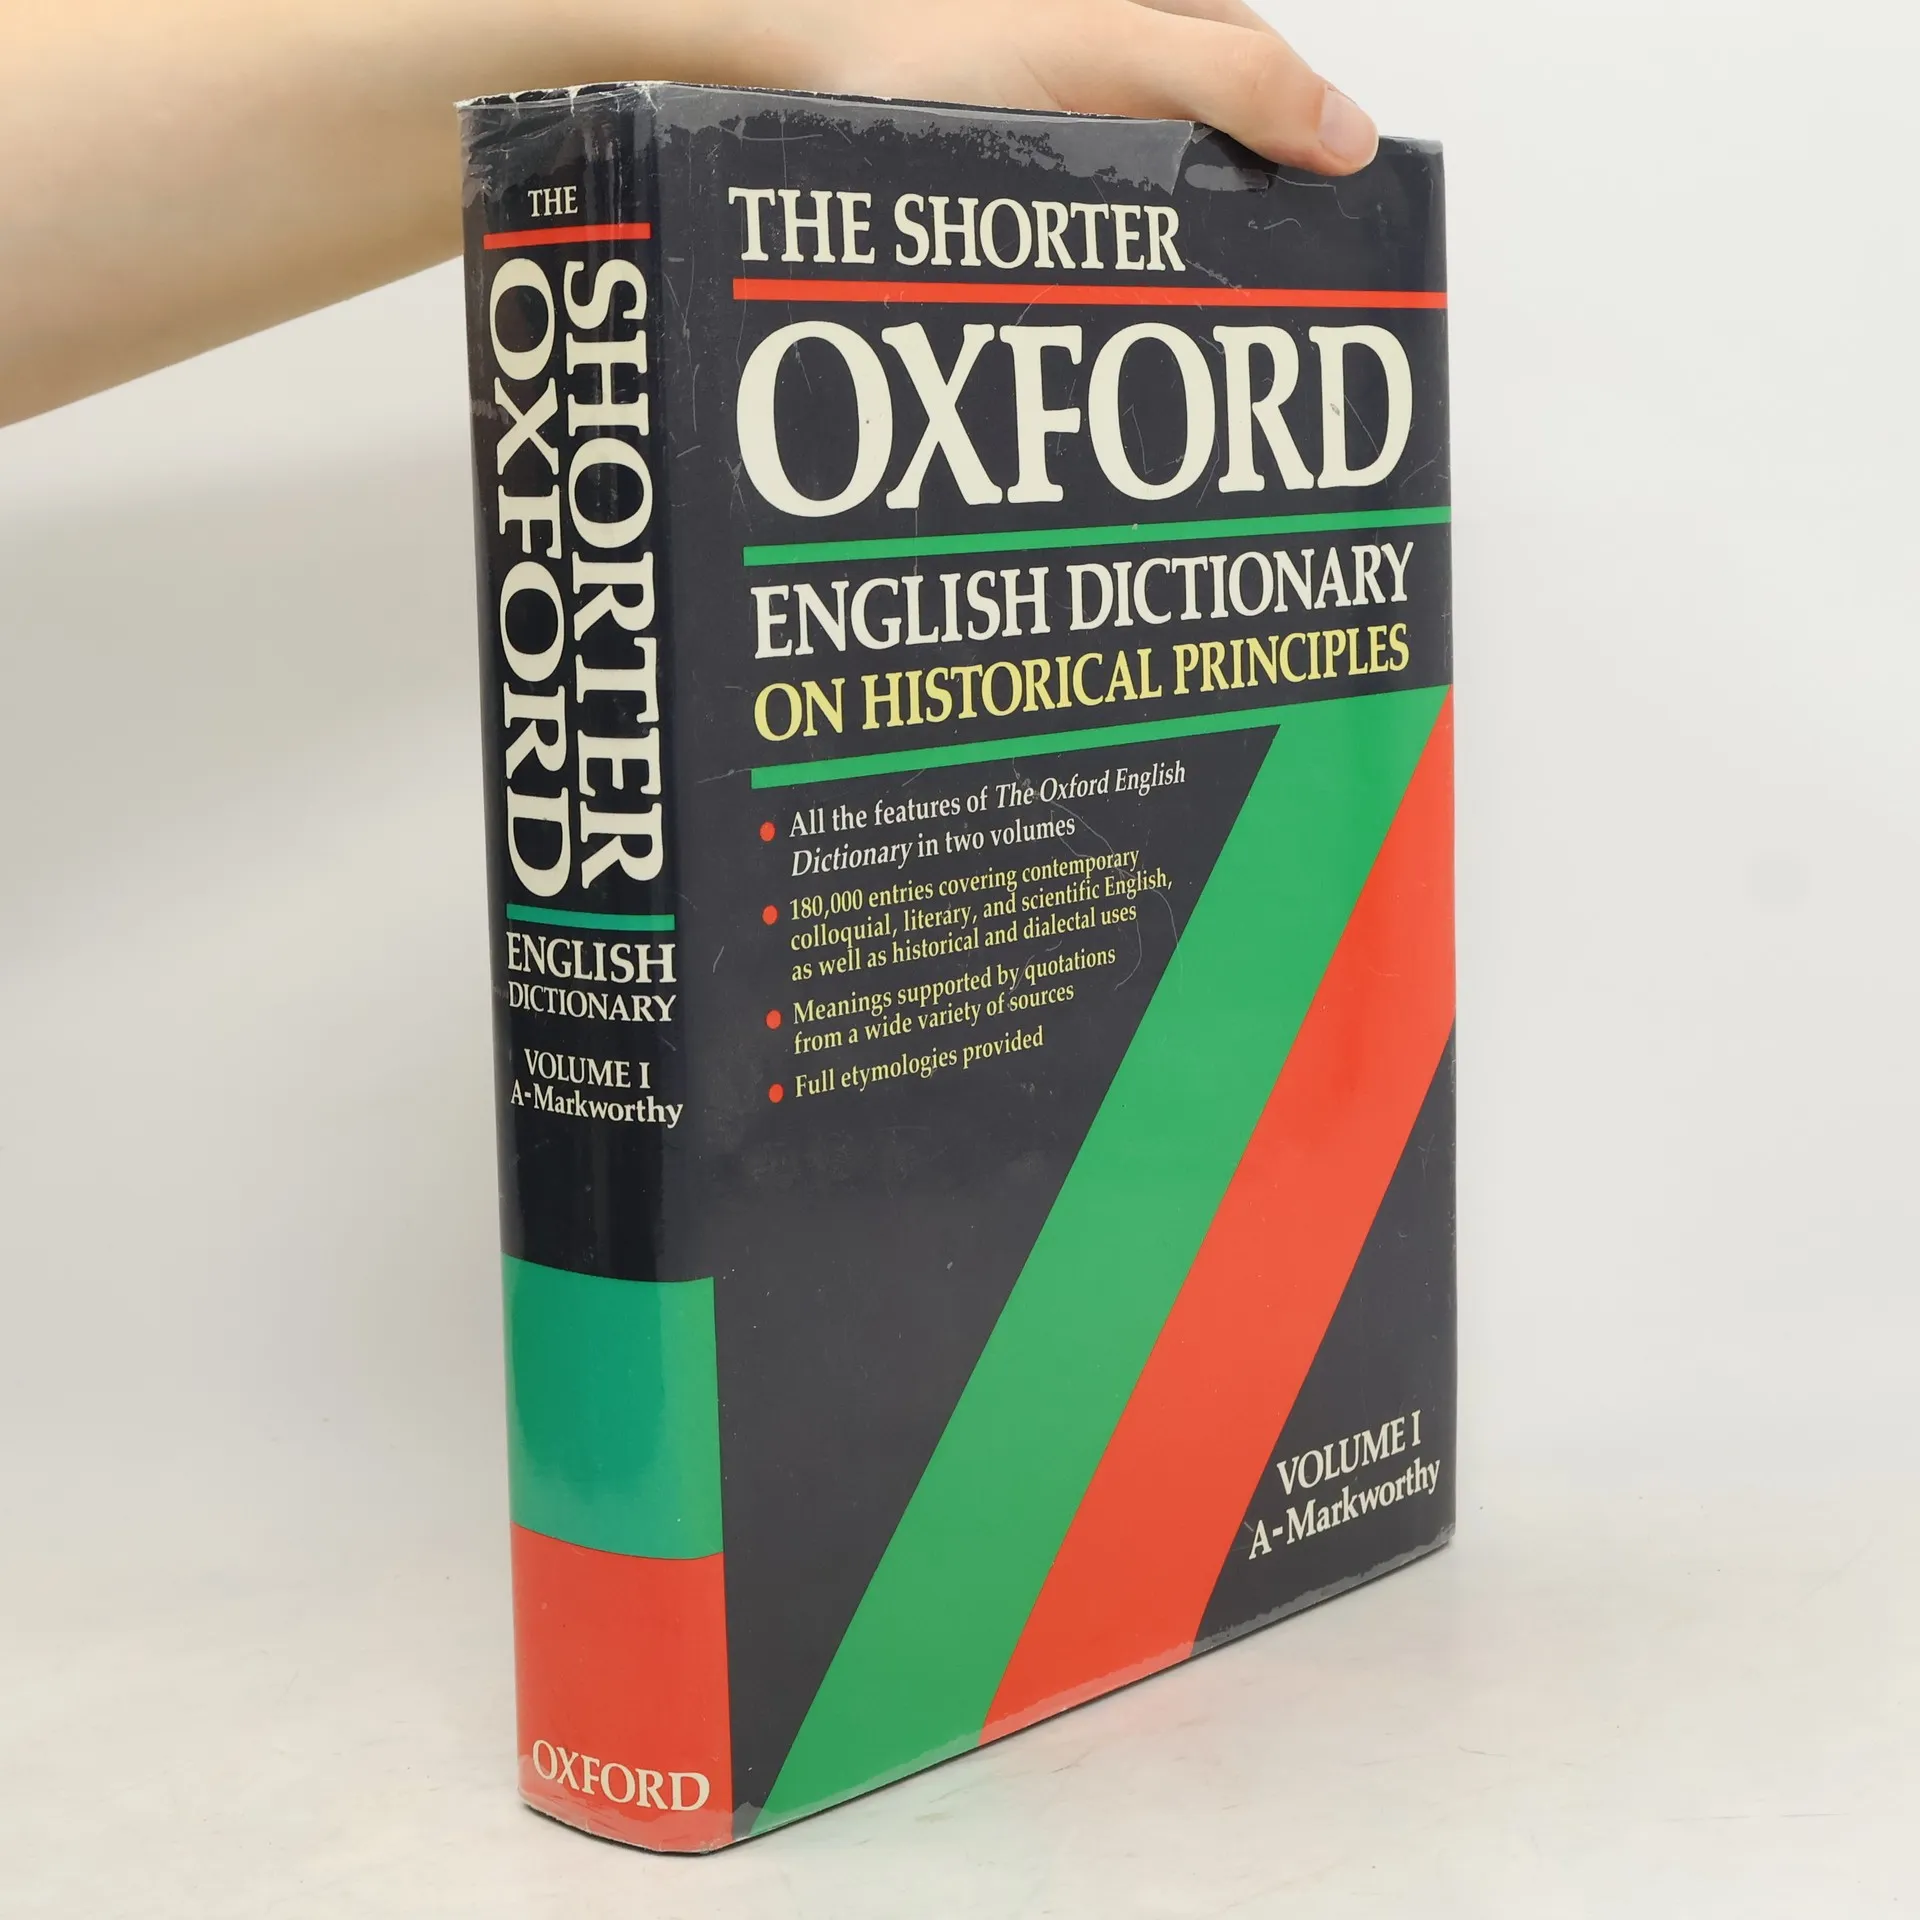 THE
SHORTER
OXFORD
ENGLISH
DICTIONARY
VOLUME I
A-Markworthy
OXFORD
THE SHORTER
OXFORD
ENGLISH DICTIONARY
ON HISTORICAL PRINCIPLES
All the features of The Oxford English
Dictionary in two volumes
180,000 entries covering contemporary
colloquial, literary, and scientific English,
as well as historical and dialectal uses
Meanings supported by quotations
from a wide variety of sources
Full etymologies provided
VOLUME I
A-Markworthy